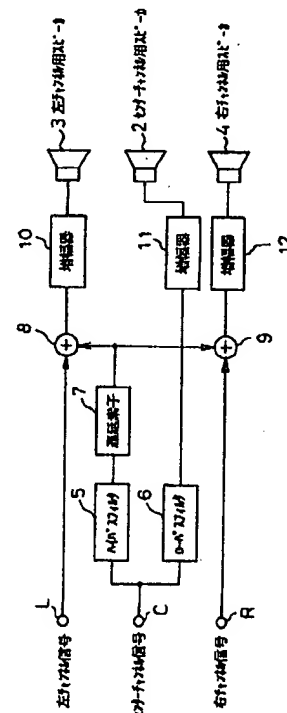 左チャンネル信号
L
センターチャンネル信号
C
右チャンネル信号
R
5
ハイパスフィルタ
6
ローパスフィルタ
7
遅延素子
8
9
10
増幅器
11
増幅器
12
増幅器
3 左チャンネル用スピーカ
2 センターチャンネル用スピーカ
4 右チャンネル用スピーカ